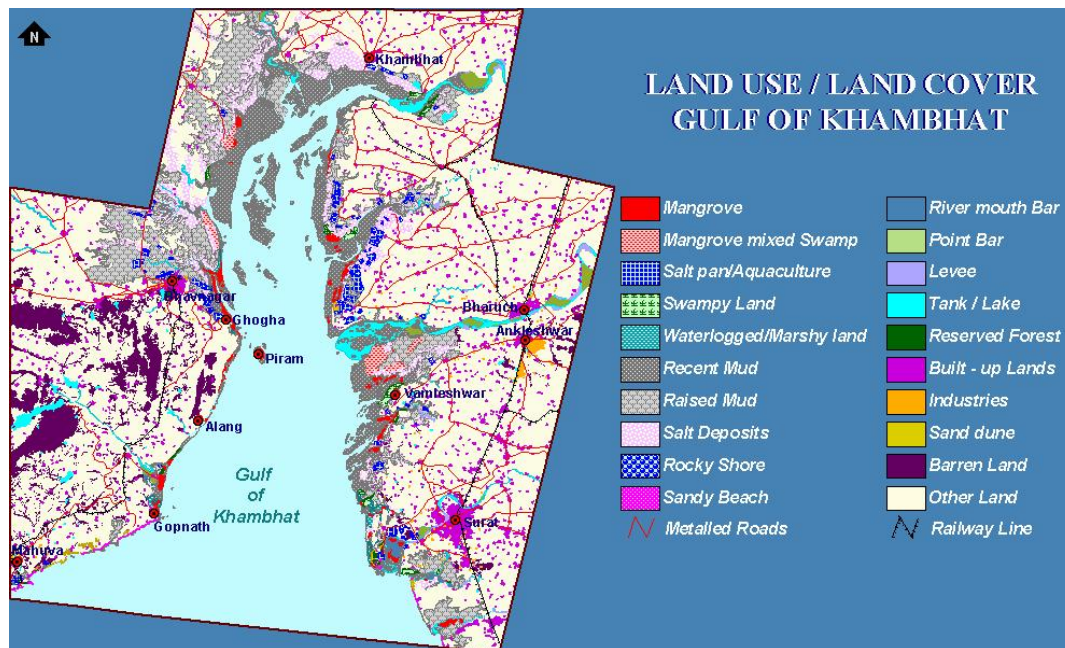 N
LAND USE / LAND COVER
GULF OF KHAMBHAT
Khambhat
Bhavnagar
Ghogha
Piram
Alang
Gopnath
Mahuva
Bharuch
Ankleshwar
Vamleshwar
Surat
Gulf
of
Khambhat
Mangrove
Mangrove mixed Swamp
Salt pan/Aquaculture
Swampy Land
Waterlogged/Marshy land
Recent Mud
Raised Mud
Salt Deposits
Rocky Shore
Sandy Beach
Metalled Roads
River mouth Bar
Point Bar
Levee
Tank / Lake
Reserved Forest
Built - up Lands
Industries
Sand dune
Barren Land
Other Land
Railway Line